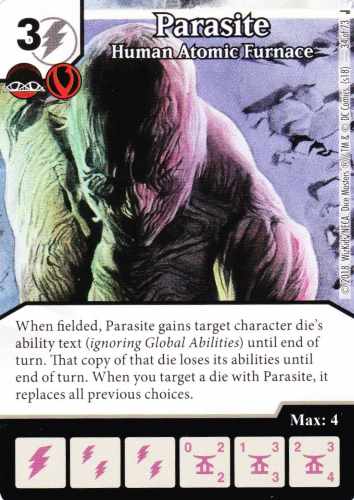 Parasite
Human Atomic Furnace
3
34 of 73
©2018 WizKids/NECA. Dice Masters ®/™ & © DC Comics. (s18)
When fielded, Parasite gains target character die's
ability text (ignoring Global Abilities) until end of
turn. That copy of that die loses its abilities until
end of turn. When you target a die with Parasite, it
replaces all previous choices.
Max: 4
0 2 2
1 3 3
2 3 4